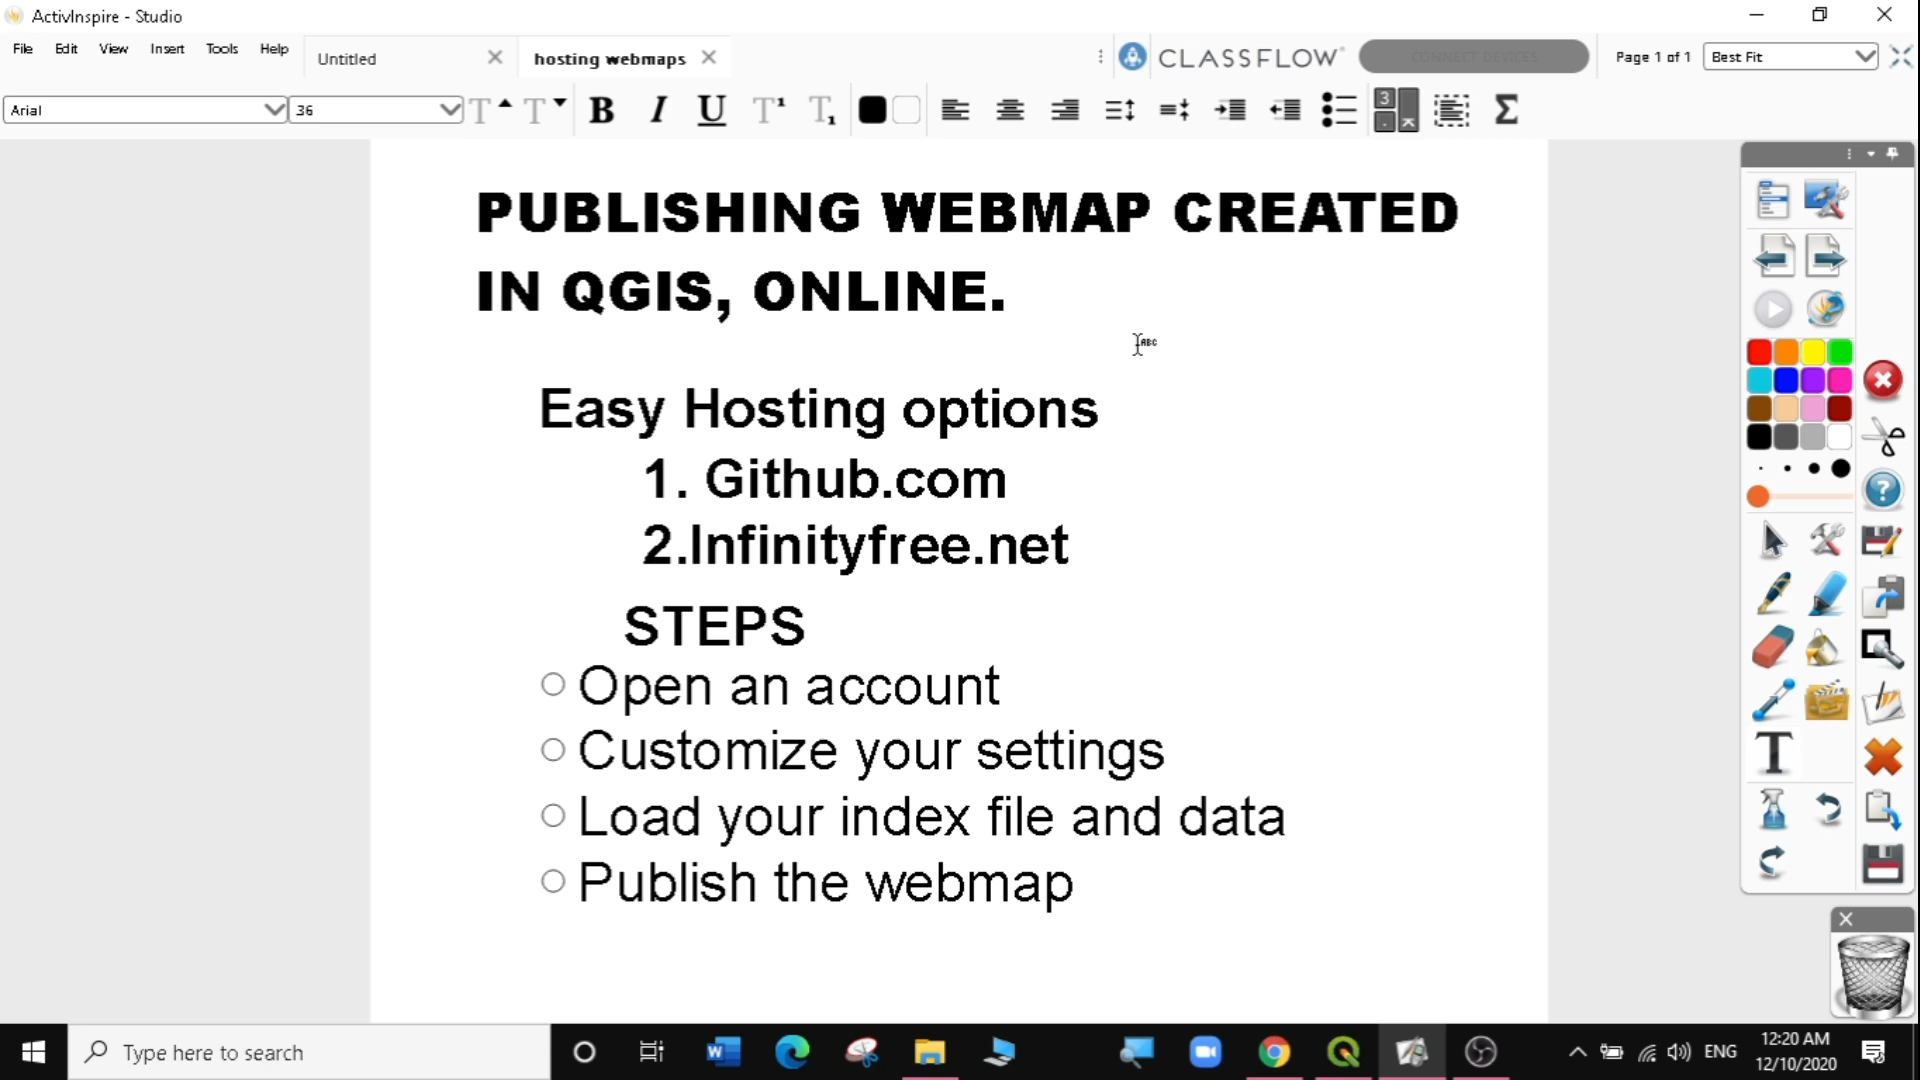 ActivInspire - Studio
File Edit View Insert Tools Help
Untitled
hosting webmaps
CLASSFLOW
CONNECT DEVICES
Page 1 of 1
Best Fit
Arial
36
PUBLISHING WEBMAP CREATED
IN QGIS, ONLINE.
ABC
Easy Hosting options
1. Github.com
2.Infinityfree.net
STEPS
Open an account
Customize your settings
Load your index file and data
Publish the webmap
Type here to search
ENG
12:20 AM
12/10/2020